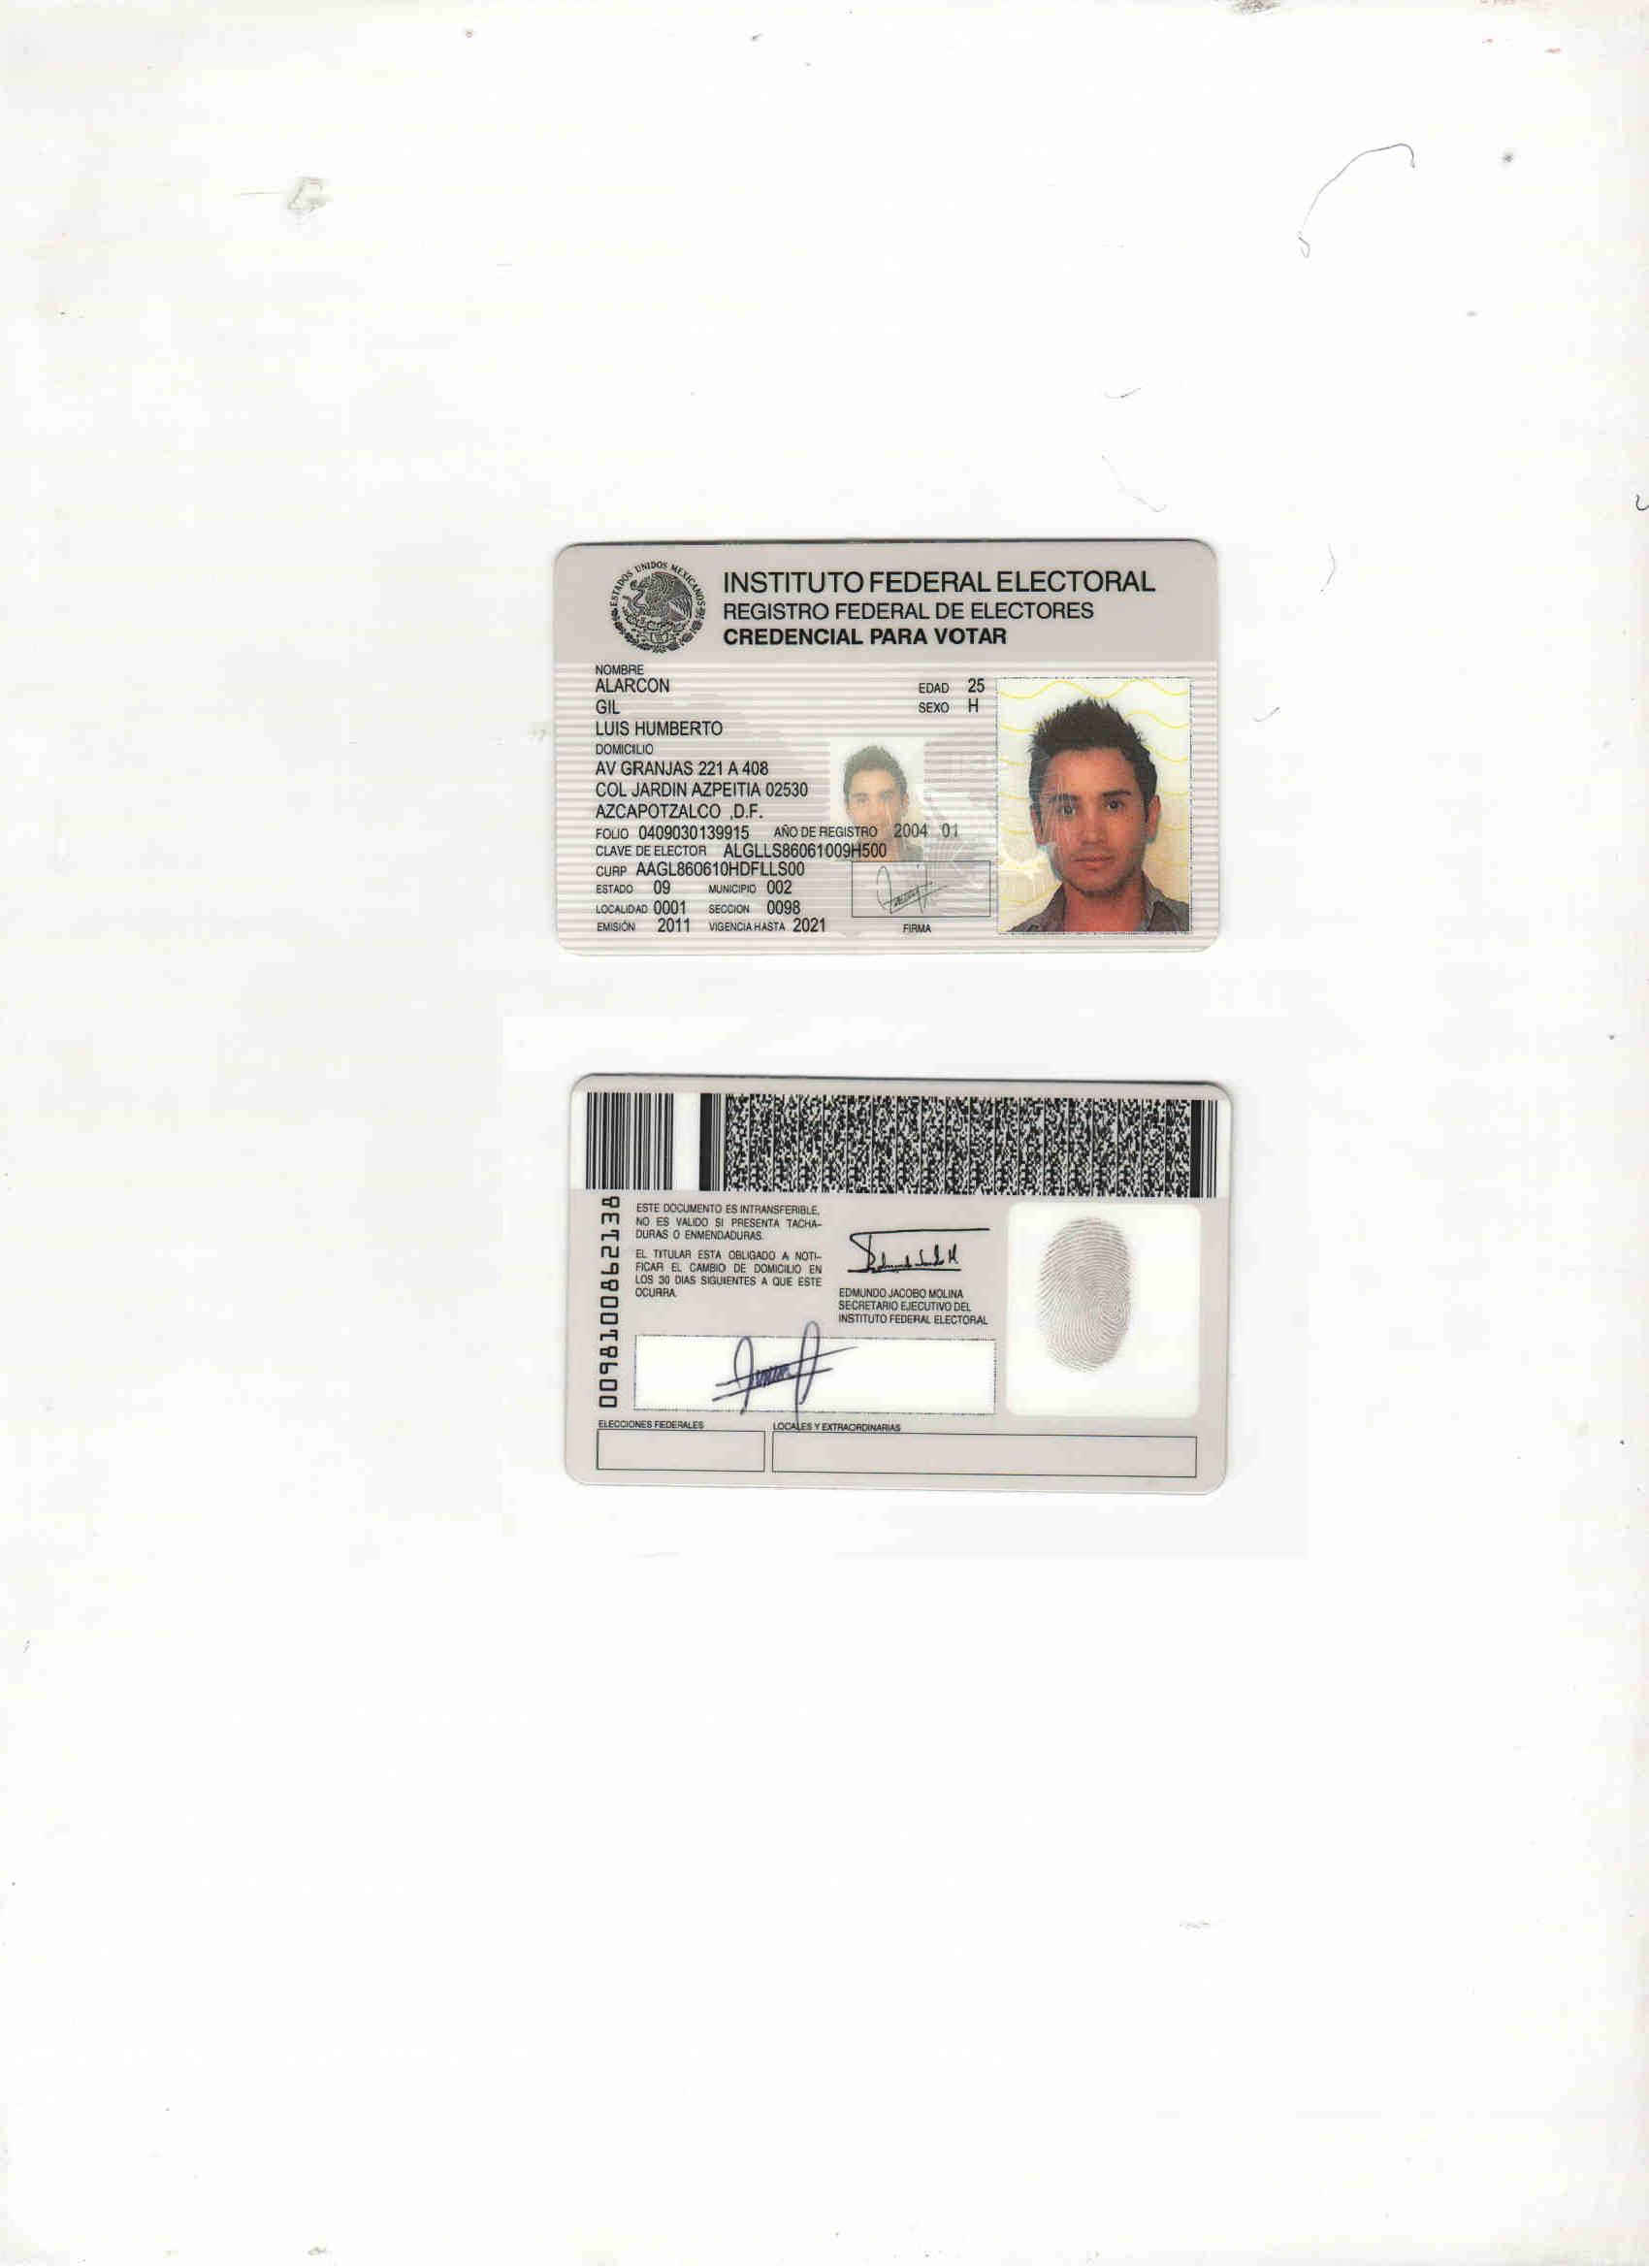 ESTADOS UNIDOS MEXICANOS
INSTITUTO FEDERAL ELECTORAL
REGISTRO FEDERAL DE ELECTORES
CREDENCIAL PARA VOTAR
NOMBRE
ALARCON
GIL
LUIS HUMBERTO
EDAD 25
SEXO H
DOMICILIO
AV GRANJAS 221 A 408
COL JARDIN AZPEITIA 02530
AZCAPOTZALCO ,D.F.
FOLIO 0409030139915 AÑO DE REGISTRO 2004 01
CLAVE DE ELECTOR ALGLLS86061009H500
CURP AAGL860610HDFLLS00
ESTADO 09 MUNICIPIO 002
LOCALIDAD 0001 SECCION 0098
EMISIÓN 2011 VIGENCIA HASTA 2021
FIRMA
0098100862138
ESTE DOCUMENTO ES INTRANSFERIBLE,
NO ES VALIDO SI PRESENTA TACHA-
DURAS O ENMENDADURAS.
EL TITULAR ESTA OBLIGADO A NOTI-
FICAR EL CAMBIO DE DOMICILIO EN
LOS 30 DIAS SIGUIENTES A QUE ESTE
OCURRA.
EDMUNDO JACOBO MOLINA
SECRETARIO EJECUTIVO DEL
INSTITUTO FEDERAL ELECTORAL
ELECCIONES FEDERALES
LOCALES Y EXTRAORDINARIAS